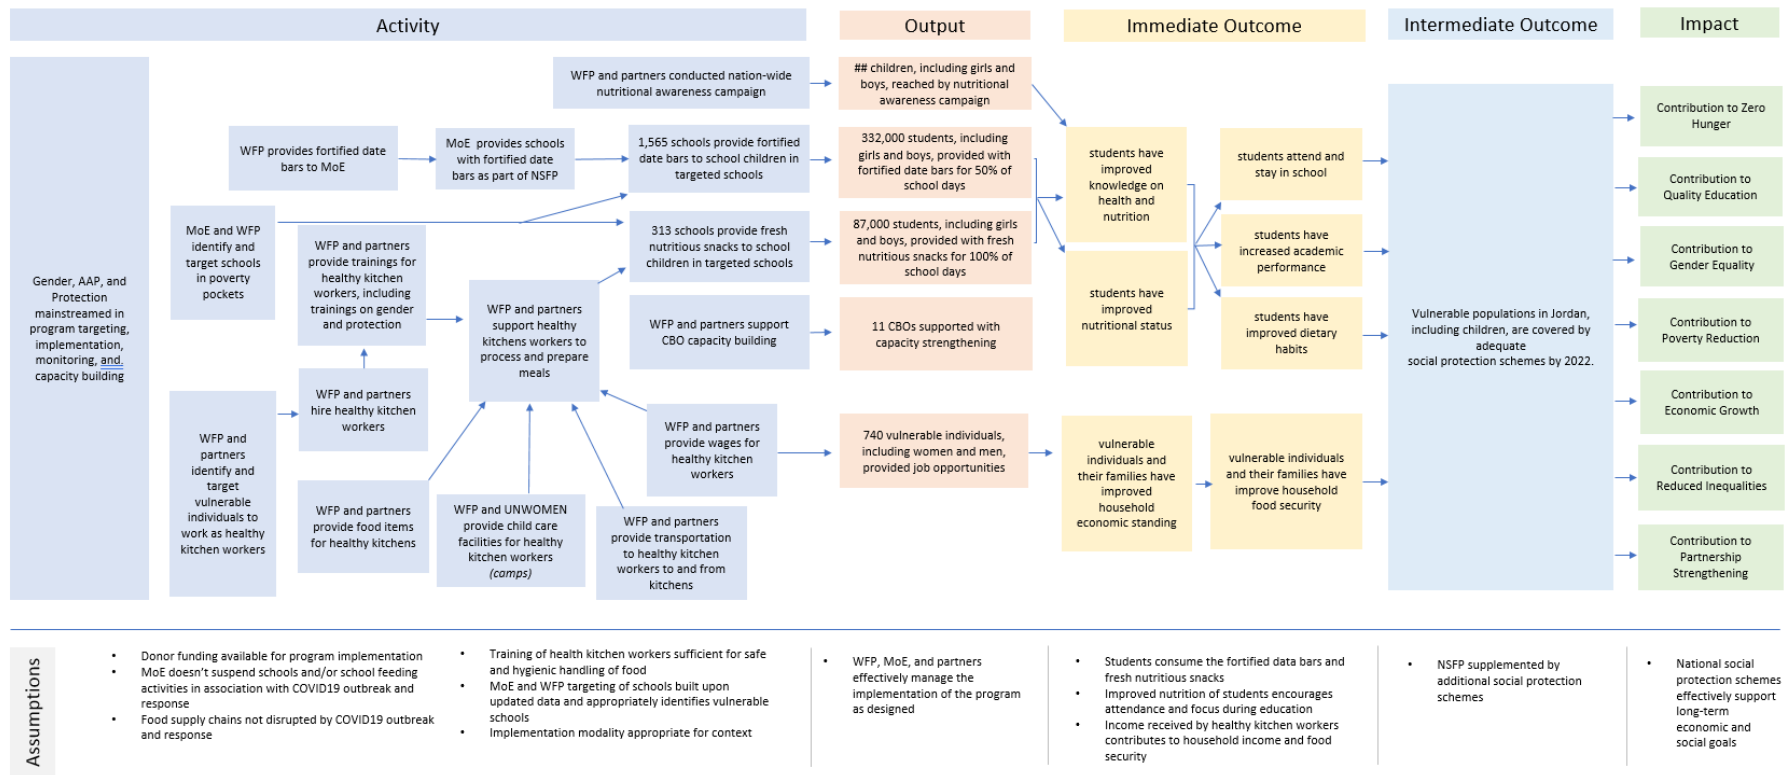 Activity
Output
Immediate Outcome
Intermediate Outcome
Impact
Gender, AAP, and
Protection
mainstreamed in
program targeting,
implementation,
monitoring, and.
capacity building
WFP and partners conducted nation-wide
nutritional awareness campaign
WFP provides fortified date
bars to MoE
MoE provides schools
with fortified date
bars as part of NSFP
1,565 schools provide fortified
date bars to school children in
targeted schools
MoE and WFP
identify and
target schools
in poverty
pockets
WFP and partners
provide trainings for
healthy kitchen
workers, including
trainings on gender
and protection
313 schools provide fresh
nutritious snacks to school
children in targeted schools
WFP and partners
support healthy
kitchens workers to
process and prepare
meals
WFP and partners support
CBO capacity building
WFP and partners
hire healthy kitchen
workers
WFP and
partners
identify and
target
vulnerable
individuals to
work as healthy
kitchen workers
WFP and partners
provide wages for
healthy kitchen
workers
WFP and partners
provide food items
for healthy kitchens
WFP and UNWOMEN
provide child care
facilities for healthy
kitchen workers
(camps)
WFP and partners
provide transportation
to healthy kitchen
workers to and from
kitchens
## children, including girls and
boys, reached by nutritional
awareness campaign
332,000 students, including
girls and boys, provided with
fortified date bars for 50% of
school days
87,000 students, including girls
and boys, provided with fresh
nutritious snacks for 100% of
school days
11 CBOs supported with
capacity strengthening
740 vulnerable individuals,
including women and men,
provided job opportunities
students have
improved
knowledge on
health and
nutrition
students have
improved
nutritional status
students attend and
stay in school
students have
increased academic
performance
students have
improved dietary
habits
vulnerable
individuals and
their families have
improved
household
economic standing
vulnerable individuals
and their families have
improve household
food security
Vulnerable populations in Jordan,
including children, are covered by
adequate
social protection schemes by 2022.
Contribution to Zero
Hunger
Contribution to
Quality Education
Contribution to
Gender Equality
Contribution to
Poverty Reduction
Contribution to
Economic Growth
Contribution to
Reduced Inequalities
Contribution to
Partnership
Strengthening
Assumptions
• Donor funding available for program implementation
• MoE doesn't suspend schools and/or school feeding
activities in association with COVID19 outbreak and
response
• Food supply chains not disrupted by COVID19 outbreak
and response
• Training of health kitchen workers sufficient for safe
and hygienic handling of food
• MoE and WFP targeting of schools built upon
updated data and appropriately identifies vulnerable
schools
• Implementation modality appropriate for context
• WFP, MoE, and partners
effectively manage the
implementation of the program
as designed
• Students consume the fortified data bars and
fresh nutritious snacks
• Improved nutrition of students encourages
attendance and focus during education
• Income received by healthy kitchen workers
contributes to household income and food
security
• NSFP supplemented by
additional social protection
schemes
• National social
protection schemes
effectively support
long-term
economic and
social goals